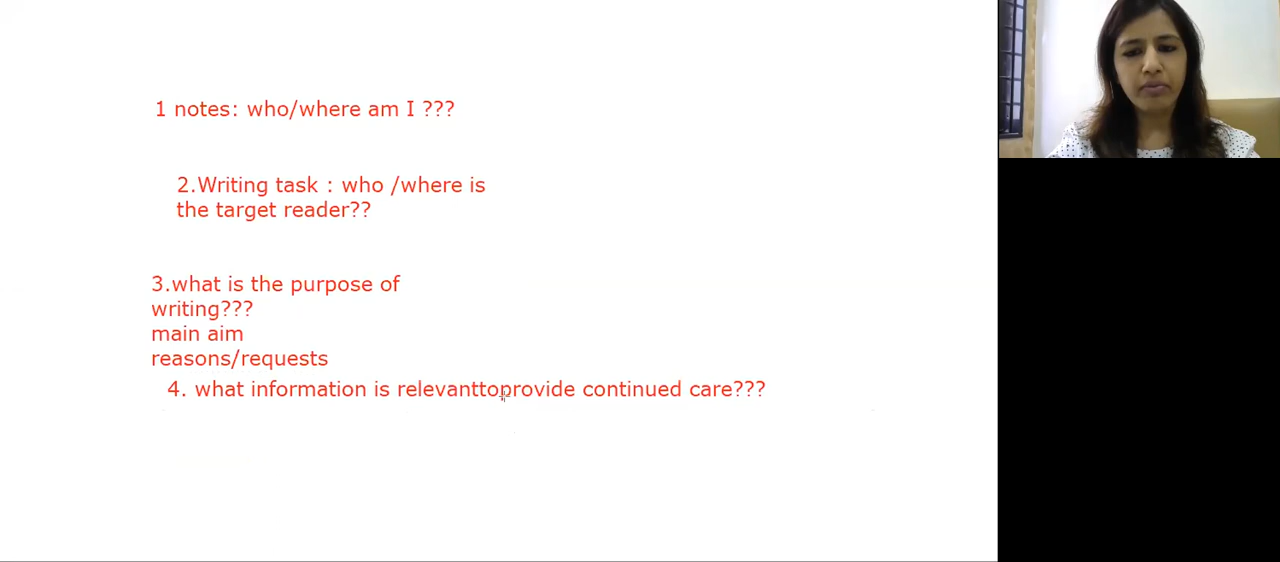 1 notes: who/where am I ???
2.Writing task : who /where is
the target reader??
3.what is the purpose of
writing???
main aim
reasons/requests
4. what information is relevanttoprovide continued care???